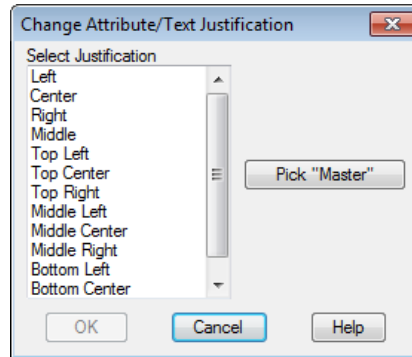 Change Attribute/Text Justification
Select Justification
Left
Center
Right
Middle
Top Left
Top Center
Top Right
Middle Left
Middle Center
Middle Right
Bottom Left
Bottom Center
Pick "Master"
OK
Cancel
Help